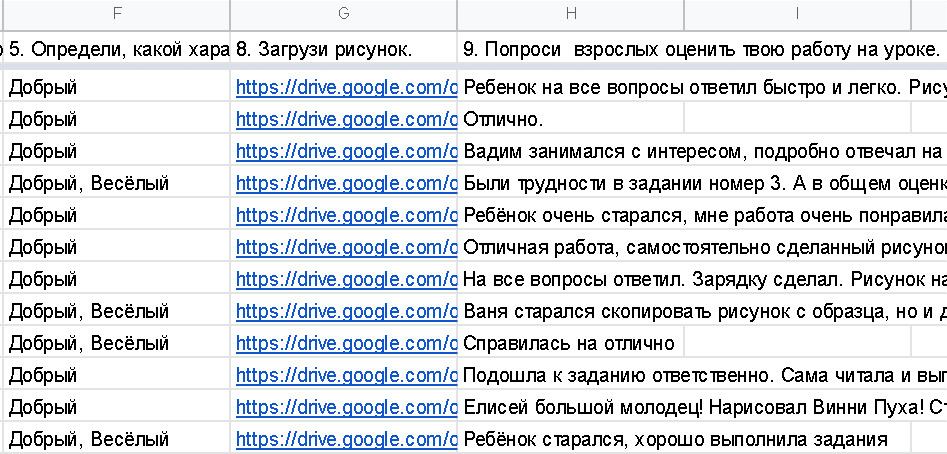 F G H I
5. Определи, какой хара 8. Загрузи рисунок. 9. Попроси взрослых оценить твою работу на уроке.
Добрый https://drive.google.com/o Ребенок на все вопросы ответил быстро и легко. Рису
Добрый https://drive.google.com/o Отлично.
Добрый https://drive.google.com/o Вадим занимался с интересом, подробно отвечал на
Добрый, Весёлый https://drive.google.com/o Были трудности в задании номер 3. А в общем оценк
Добрый https://drive.google.com/o Ребёнок очень старался, мне работа очень понравила
Добрый https://drive.google.com/o Отличная работа, самостоятельно сделанный рисунок
Добрый https://drive.google.com/o На все вопросы ответил. Зарядку сделал. Рисунок на
Добрый, Весёлый https://drive.google.com/o Ваня старался скопировать рисунок с образца, но и д
Добрый, Весёлый https://drive.google.com/o Справилась на отлично
Добрый https://drive.google.com/o Подошла к заданию ответственно. Сама читала и вып
Добрый https://drive.google.com/o Елисей большой молодец! Нарисовал Винни Пуха! Ст
Добрый, Весёлый https://drive.google.com/o Ребёнок старался, хорошо выполнила задания